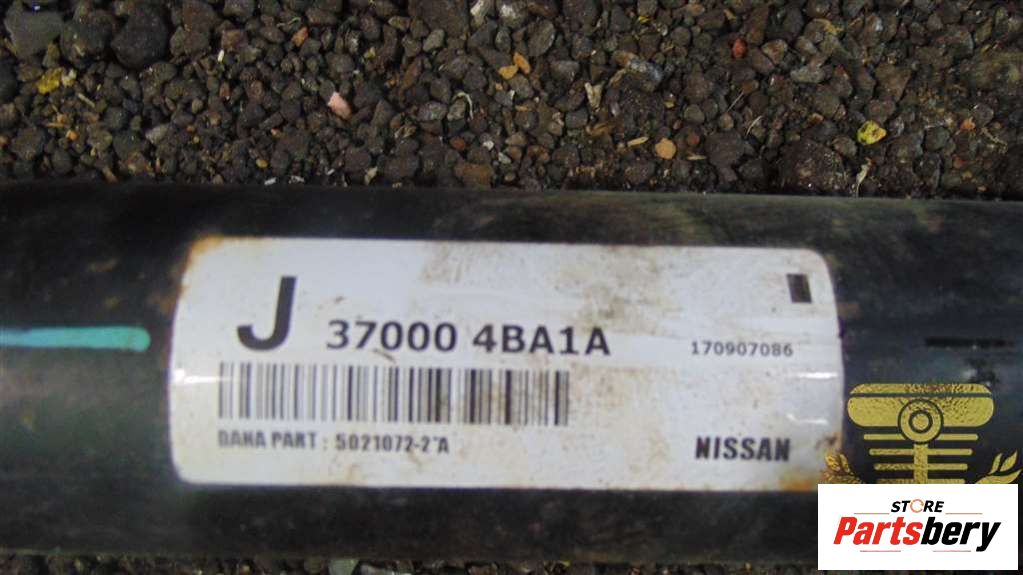 J 37000 4BA1A
170907086
DANA PART : 5021072-2 A
NISSAN
STORE
Partsbery